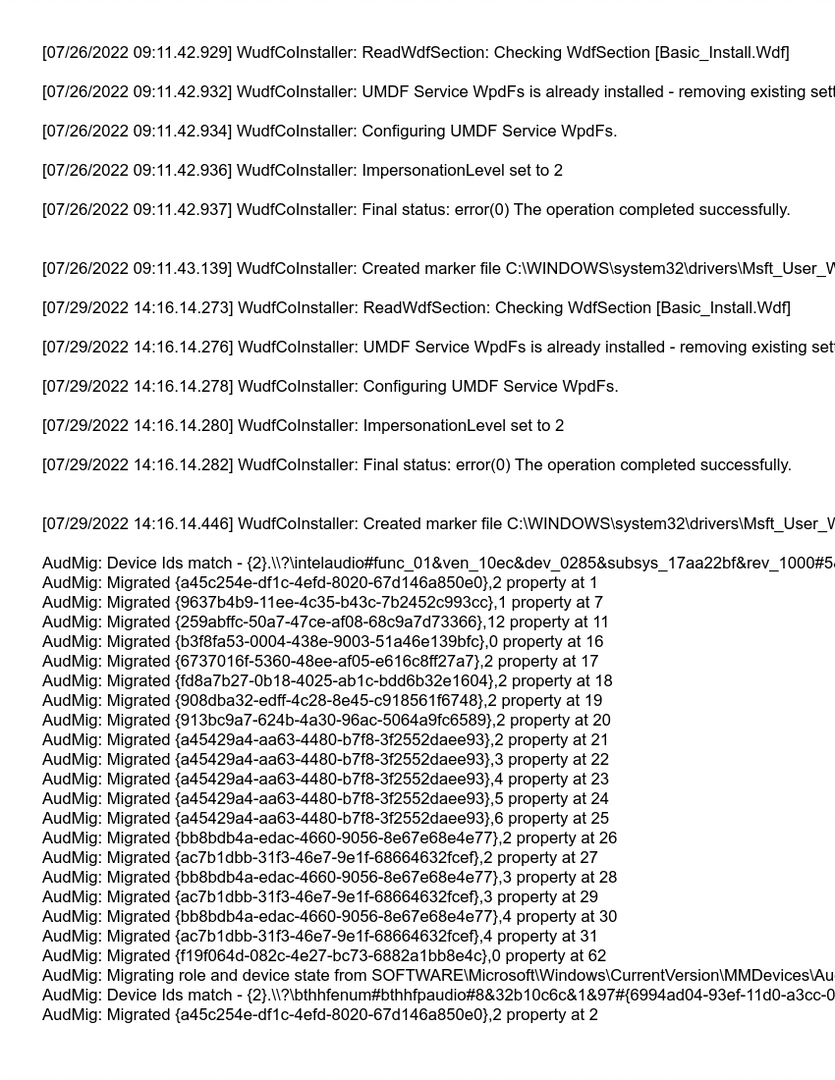 [07/26/2022 09:11.42.929] WudfCoInstaller: ReadWdfSection: Checking WdfSection [Basic_Install.Wdf]
[07/26/2022 09:11.42.932] WudfCoInstaller: UMDF Service WpdFs is already installed - removing existing
[07/26/2022 09:11.42.934] WudfCoInstaller: Configuring UMDF Service WpdFs.
[07/26/2022 09:11.42.936] WudfCoInstaller: ImpersonationLevel set to 2
[07/26/2022 09:11.42.937] WudfCoInstaller: Final status: error(0) The operation completed successfully.
[07/26/2022 09:11.43.139] WudfCoInstaller: Created marker file C:\WINDOWS\system32\drivers\Msft_User_W
[07/29/2022 14:16.14.273] WudfCoInstaller: ReadWdfSection: Checking WdfSection [Basic_Install.Wdf]
[07/29/2022 14:16.14.276] WudfCoInstaller: UMDF Service WpdFs is already installed - removing existing
[07/29/2022 14:16.14.278] WudfCoInstaller: Configuring UMDF Service WpdFs.
[07/29/2022 14:16.14.280] WudfCoInstaller: ImpersonationLevel set to 2
[07/29/2022 14:16.14.282] WudfCoInstaller: Final status: error(0) The operation completed successfully.
[07/29/2022 14:16.14.446] WudfCoInstaller: Created marker file C:\WINDOWS\system32\drivers\Msft_User_W
AudMig: Device Ids match - {2}.\\?\intelaudio#func_01&ven_10ec&dev_0285&subsys_17aa22bf&rev_1000#5&
AudMig: Migrated {a45c254e-df1c-4efd-8020-67d146a850e0},2 property at 1
AudMig: Migrated {9637b4b9-11ee-4c35-b43c-7b2452c993cc},1 property at 7
AudMig: Migrated {259abffc-50a7-47ce-af08-68c9a7d73366},12 property at 11
AudMig: Migrated {b3f8fa53-0004-438e-9003-51a46e139bfc},0 property at 16
AudMig: Migrated {6737016f-5360-48ee-af05-e616c8ff27a7},2 property at 17
AudMig: Migrated {fd8a7b27-0b18-4025-ab1c-bdd6b32e1604},2 property at 18
AudMig: Migrated {908dba32-edff-4c28-8e45-c918561f6748},2 property at 19
AudMig: Migrated {913bc9a7-624b-4a30-96ac-5064a9fc6589},2 property at 20
AudMig: Migrated {a45429a4-aa63-4480-b7f8-3f2552daee93},2 property at 21
AudMig: Migrated {a45429a4-aa63-4480-b7f8-3f2552daee93},3 property at 22
AudMig: Migrated {a45429a4-aa63-4480-b7f8-3f2552daee93},4 property at 23
AudMig: Migrated {a45429a4-aa63-4480-b7f8-3f2552daee93},5 property at 24
AudMig: Migrated {a45429a4-aa63-4480-b7f8-3f2552daee93},6 property at 25
AudMig: Migrated {bb8bdb4a-edac-4660-9056-8e67e68e4e77},2 property at 26
AudMig: Migrated {ac7b1dbb-31f3-46e7-9e1f-68664632fcef},2 property at 27
AudMig: Migrated {bb8bdb4a-edac-4660-9056-8e67e68e4e77},3 property at 28
AudMig: Migrated {ac7b1dbb-31f3-46e7-9e1f-68664632fcef},3 property at 29
AudMig: Migrated {bb8bdb4a-edac-4660-9056-8e67e68e4e77},4 property at 30
AudMig: Migrated {ac7b1dbb-31f3-46e7-9e1f-68664632fcef},4 property at 31
AudMig: Migrated {f19f064d-082c-4e27-bc73-6882a1bb8e4c},0 property at 62
AudMig: Migrating role and device state from SOFTWARE\Microsoft\Windows\CurrentVersion\MMDevices\Au
AudMig: Device Ids match - {2}.\\?\bthhfenum#bthhfpaudio#8&32b10c6c&1&97#{6994ad04-93ef-11d0-a3cc-0
AudMig: Migrated {a45c254e-df1c-4efd-8020-67d146a850e0},2 property at 2